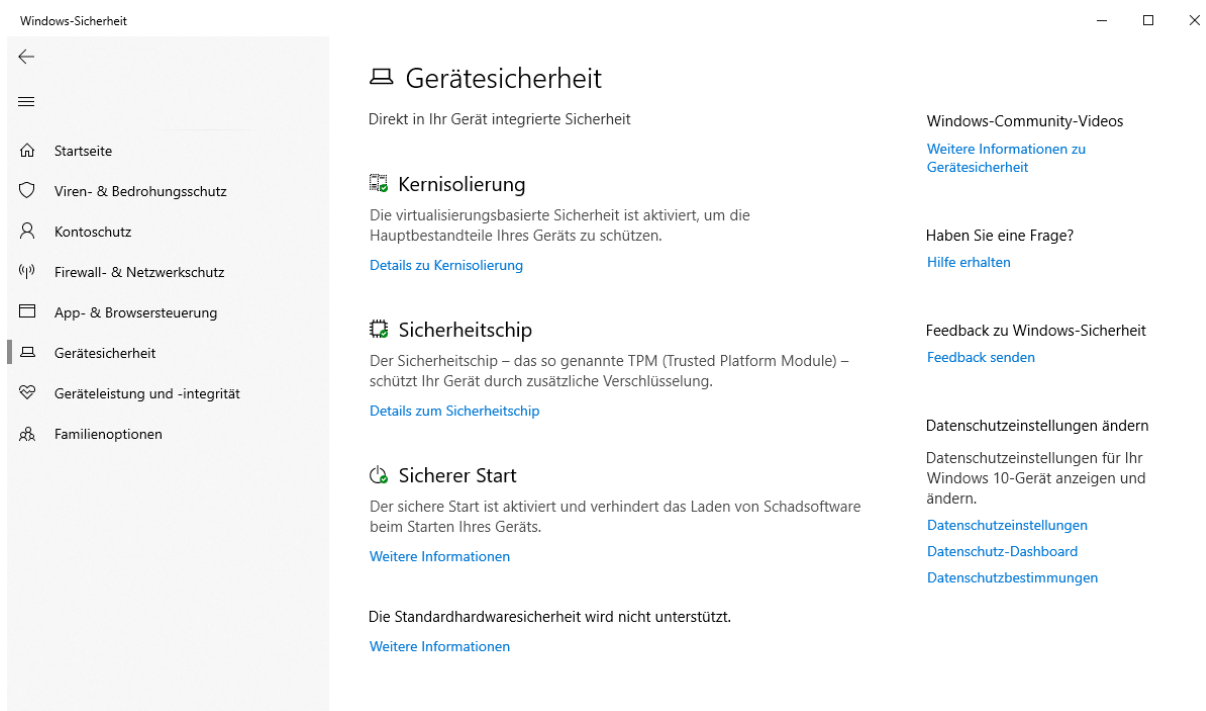 Windows-Sicherheit
Startseite
Viren- & Bedrohungsschutz
Kontoschutz
Firewall- & Netzwerkschutz
App- & Browsersteuerung
Gerätesicherheit
Geräteleistung und -integrität
Familienoptionen
Gerätesicherheit
Direkt in Ihr Gerät integrierte Sicherheit
Kernisolierung
Die virtualisierungsbasierte Sicherheit ist aktiviert, um die
Hauptbestandteile Ihres Geräts zu schützen.
Details zu Kernisolierung
Sicherheitschip
Der Sicherheitschip – das so genannte TPM (Trusted Platform Module) –
schützt Ihr Gerät durch zusätzliche Verschlüsselung.
Details zum Sicherheitschip
Sicherer Start
Der sichere Start ist aktiviert und verhindert das Laden von Schadsoftware
beim Starten Ihres Geräts.
Weitere Informationen
Die Standardhardwaresicherheit wird nicht unterstützt.
Weitere Informationen
Windows-Community-Videos
Weitere Informationen zu
Gerätesicherheit
Haben Sie eine Frage?
Hilfe erhalten
Feedback zu Windows-Sicherheit
Feedback senden
Datenschutzeinstellungen ändern
Datenschutzeinstellungen für Ihr
Windows 10-Gerät anzeigen und
ändern.
Datenschutzeinstellungen
Datenschutz-Dashboard
Datenschutzbestimmungen